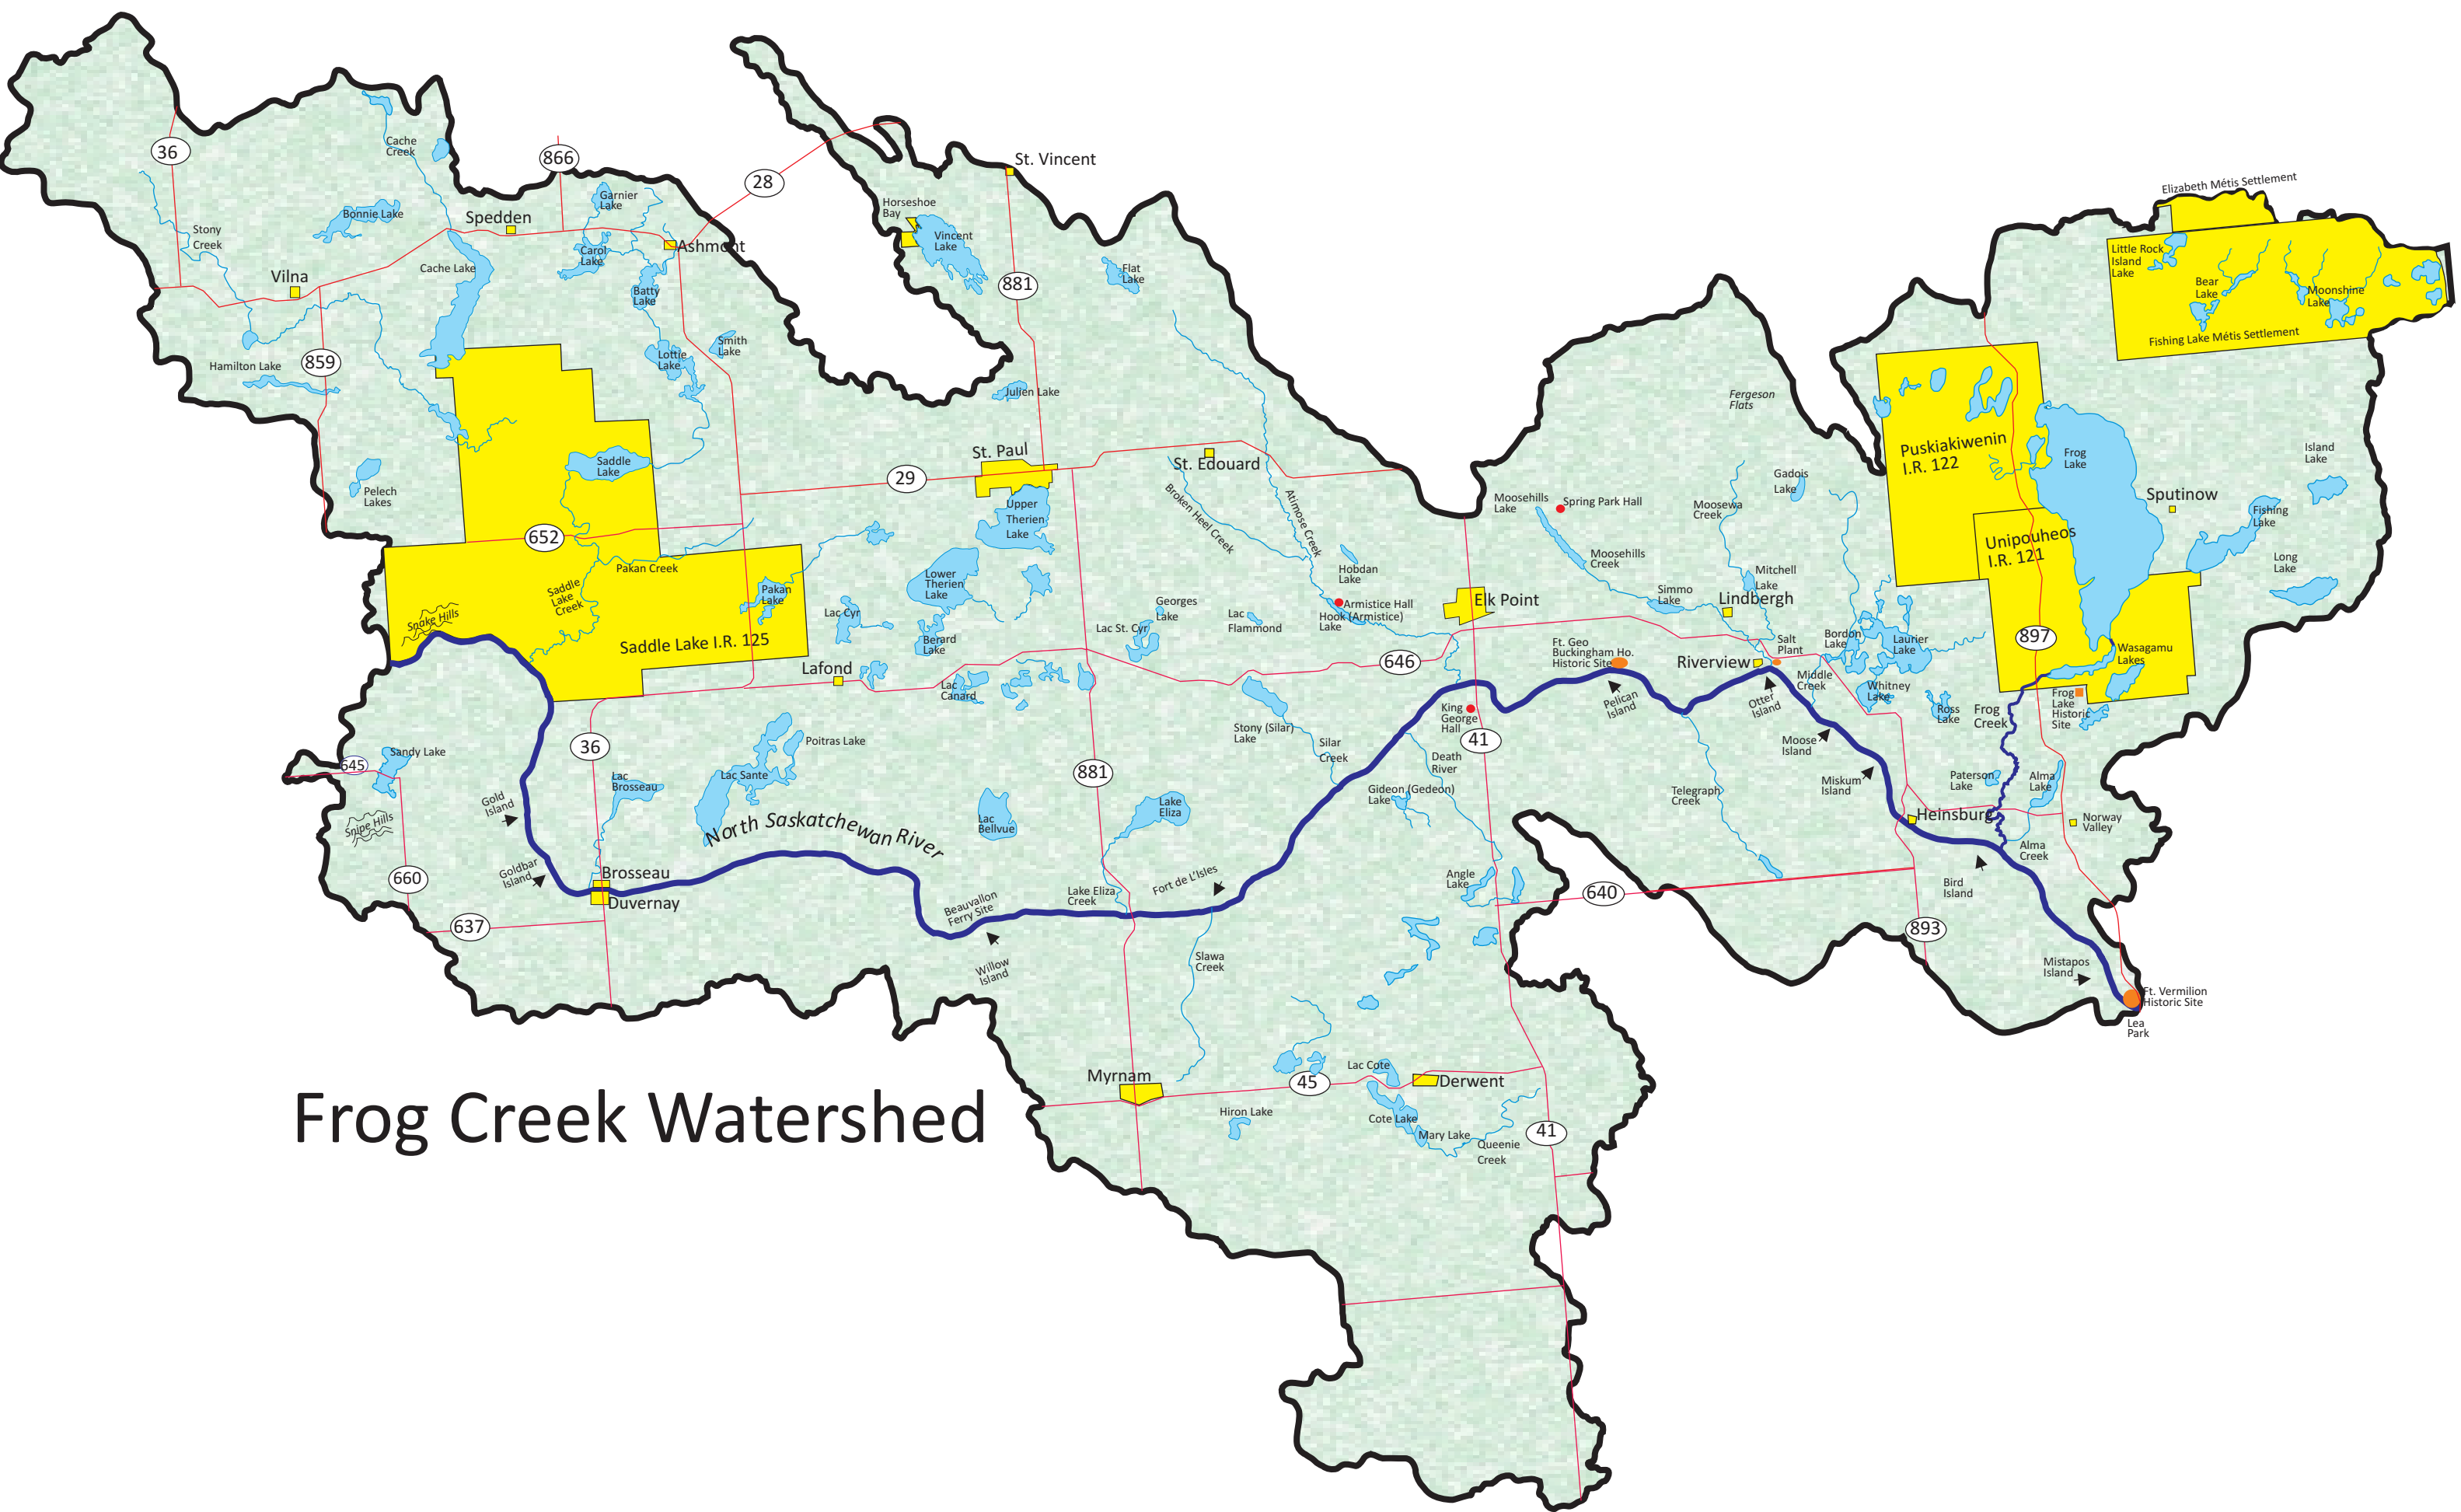 Elizabeth Métis Settlement
St. Vincent
36
Cache
Creek
866
28
Garnier
Lake
Horseshoe
Bay
Bonnie Lake
Spedden
Stony
Creek
Vincent
Lake
Ashmont
Carol
Lake
Little Rock
Island
Lake
Cache Lake
Flat
Lake
Vilna
881
Batty
Lake
Bear
Lake
Moonshine
Lake
Fishing Lake Métis Settlement
Smith
Lake
Lottie
Lake
859
Hamilton Lake
Julien Lake
Fergeson
Flats
Puskiakiwenin
I.R. 122
Frog
Lake
Island
Lake
St. Paul
St. Edouard
Saddle
Lake
Pelech
Lakes
29
Gadois
Lake
Sputinow
Broken Heel Creek
Atimose Creek
Moosehills
Lake
Spring Park Hall
Moosewa
Creek
Fishing
Lake
Upper
Therien
Lake
652
Unipouheos
I.R. 121
Moosehills
Creek
Long
Lake
Pakan Creek
Hobdan
Lake
Mitchell
Lake
Saddle
Lake
Creek
Lower
Therien
Lake
Pakan
Lake
Simmo
Lake
Lindbergh
Elk Point
Georges
Lake
Armistice Hall
Hook (Armistice)
Lake
Snake Hills
Lac Cyr
Lac
Flammond
Lac St. Cyr
Saddle Lake I.R. 125
Berard
Lake
Ft. Geo
Buckingham Ho.
Historic Site
Salt
Plant
Bordon
Lake
Laurier
Lake
897
Wasagamu
Lakes
646
Riverview
Lafond
Lac
Canard
Middle
Creek
Whitney
Lake
Pelican
Island
Otter
Island
Ross
Lake
Frog
Creek
Frog
Lake
Historic
Site
King
George
Hall
Stony (Silar)
Lake
Silar
Creek
41
Moose
Island
36
Poitras Lake
Sandy Lake
645
Death
River
Lac Sante
Lac
Brosseau
881
Miskum
Island
Paterson
Lake
Alma
Lake
Gideon (Gedeon)
Lake
Telegraph
Creek
Gold
Island
Lake
Eliza
Lac
Bellvue
Snipe Hills
North Saskatchewan River
Heinsburg
Norway
Valley
Alma
Creek
Goldbar
Island
660
Brosseau
Duvernay
Angle
Lake
Fort de L'Isles
Lake Eliza
Creek
Bird
Island
640
Beauvallon
Ferry Site
637
893
Slawa
Creek
Willow
Island
Mistapos
Island
Ft. Vermilion
Historic Site
Lea
Park
Myrnam
Lac Cote
45
Derwent
Frog Creek Watershed
Hiron Lake
Cote Lake
Mary Lake
Queenie
Creek
41